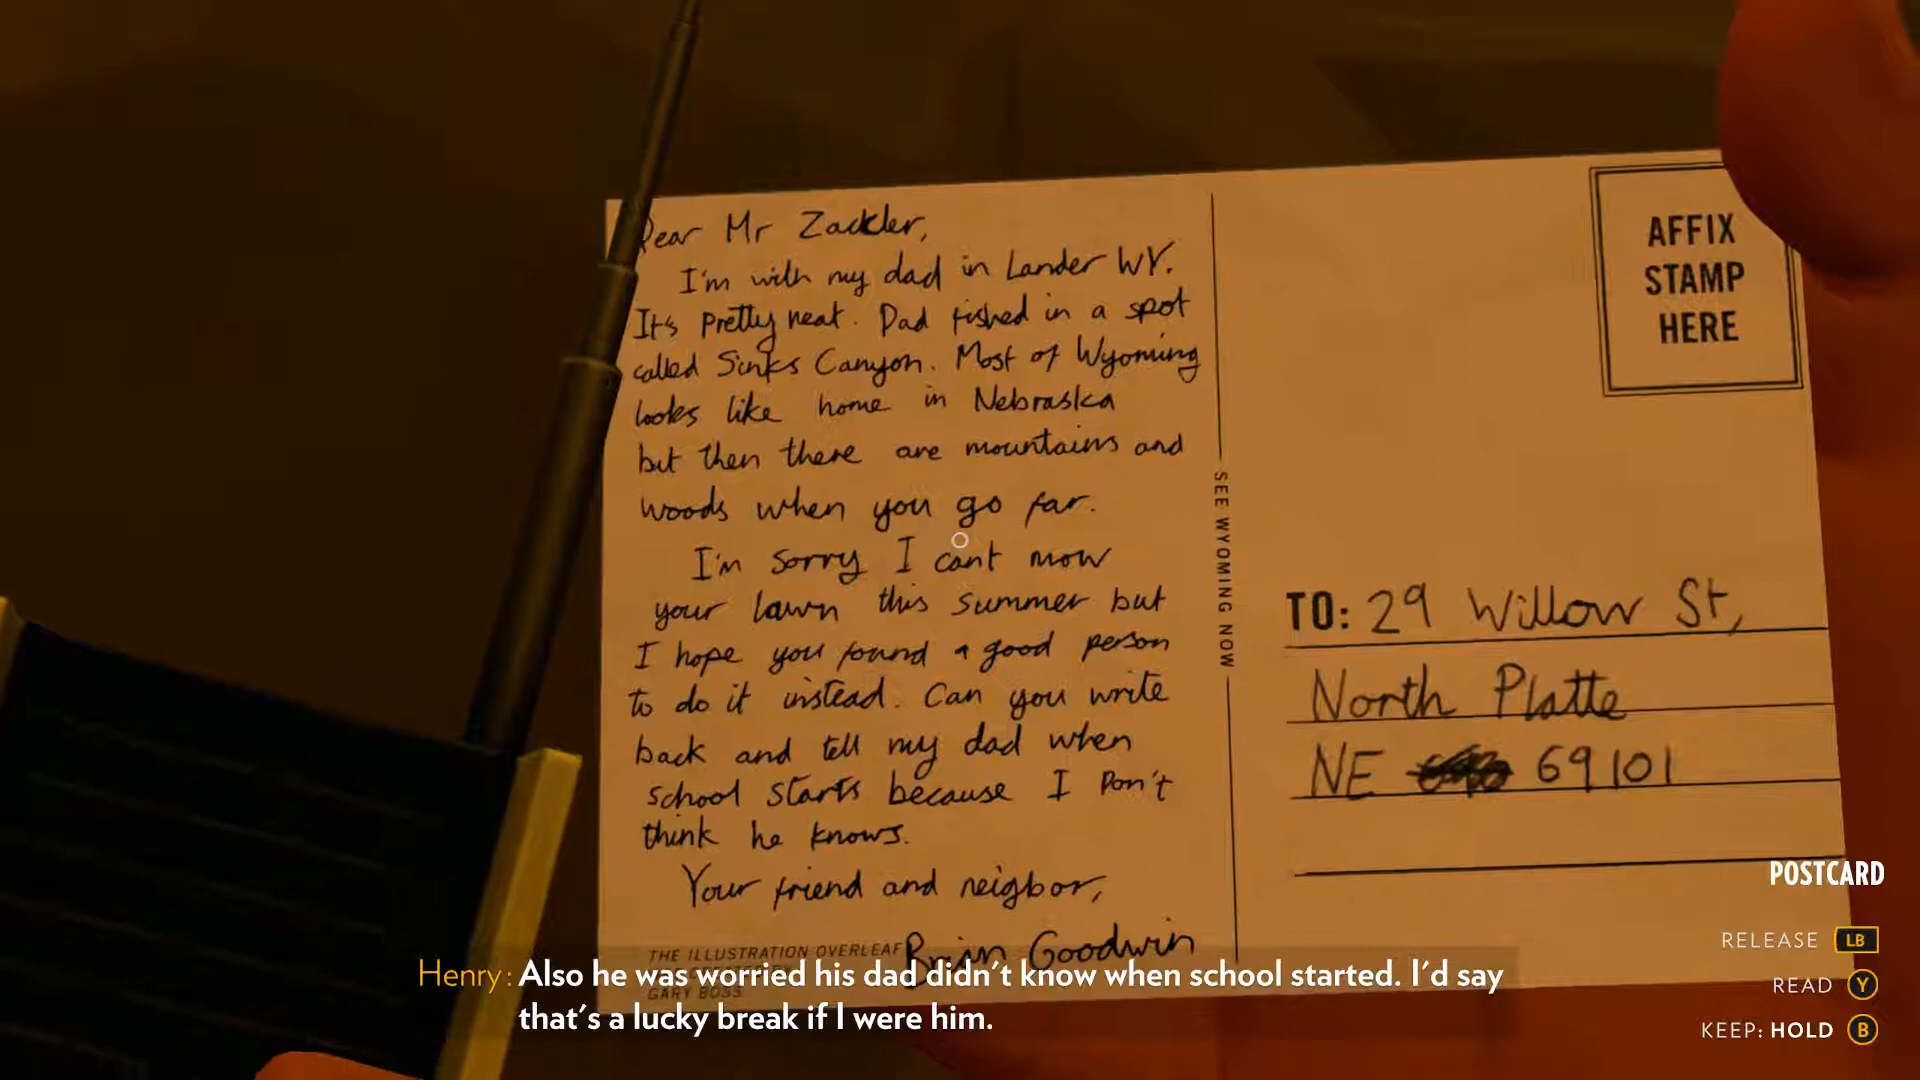 Dear Mr Zackler,
I'm with my dad in Lander WY.
It's pretty neat. Dad fished in a spot
called Sinks Canyon. Most of Wyoming
looks like home in Nebraska
but then there are mountains and
woods when you go far.
I'm sorry I cant mow
your lawn this summer but
I hope you found a good person
to do it instead. Can you write
back and tell my dad when
school starts because I Don't
think he knows.
Your friend and neigbor,
Brian Goodwin
THE ILLUSTRATION OVERLEAF
GARY BOSS
SEE WYOMING NOW
AFFIX
STAMP
HERE
TO: 29 Willow St,
North Platte
NE 69101
POSTCARD
RELEASE LB
READ Y
KEEP: HOLD B
Henry: Also he was worried his dad didn't know when school started. I'd say
that's a lucky break if I were him.